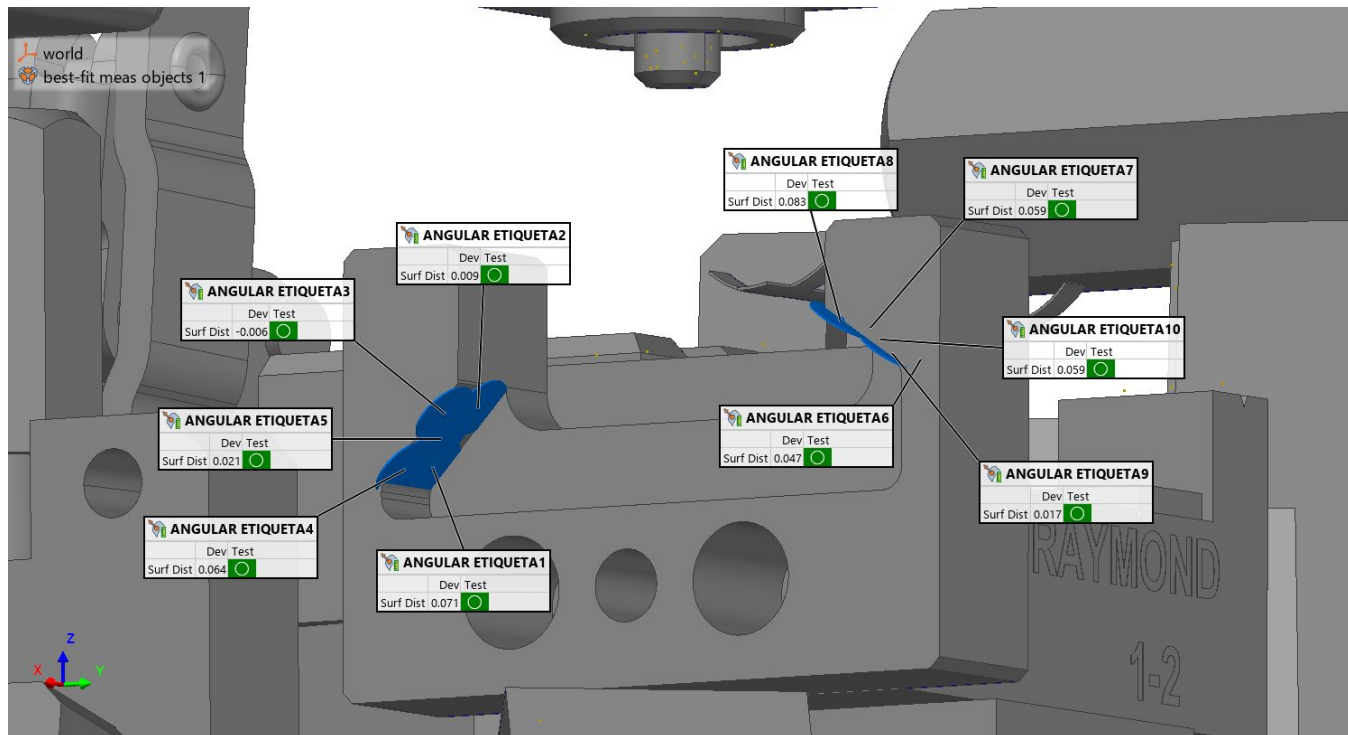 world
best-fit meas objects 1
ANGULAR ETIQUETA8
Dev Test
Surf Dist 0.083
ANGULAR ETIQUETA7
Dev Test
Surf Dist 0.059
ANGULAR ETIQUETA2
Dev Test
Surf Dist 0.009
ANGULAR ETIQUETA3
Dev Test
Surf Dist -0.006
ANGULAR ETIQUETA10
Dev Test
Surf Dist 0.059
ANGULAR ETIQUETA5
Dev Test
Surf Dist 0.021
ANGULAR ETIQUETA6
Dev Test
Surf Dist 0.047
ANGULAR ETIQUETA9
Dev Test
Surf Dist 0.017
ANGULAR ETIQUETA4
Dev Test
Surf Dist 0.064
ANGULAR ETIQUETA1
Dev Test
Surf Dist 0.071
RAYMOND
1-2
Z
X
Y